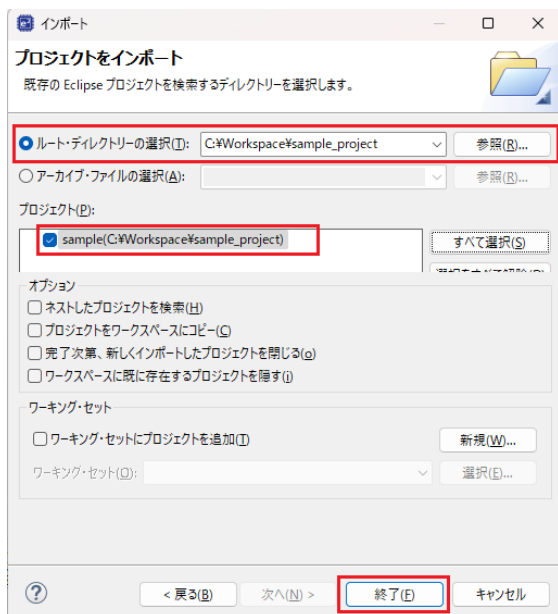 インポート
プロジェクトをインポート
既存の Eclipse プロジェクトを検索するディレクトリーを選択します。
ルート・ディレクトリーの選択(T): C:¥Workspace¥sample_project 参照(R)...
アーカイブ・ファイルの選択(A): 参照(R)...
プロジェクト(P):
sample(C:¥Workspace¥sample_project) すべて選択(S)
オプション
ネストしたプロジェクトを検索(H)
プロジェクトをワークスペースにコピー(C)
完了次第、新しくインポートしたプロジェクトを閉じる(o)
ワークスペースに既に存在するプロジェクトを隠す(i)
ワーキング・セット
ワーキング・セットにプロジェクトを追加(T) 新規(W)...
ワーキング・セット(O): 選択(E)...
? < 戻る(B) 次へ(N) > 終了(F) キャンセル